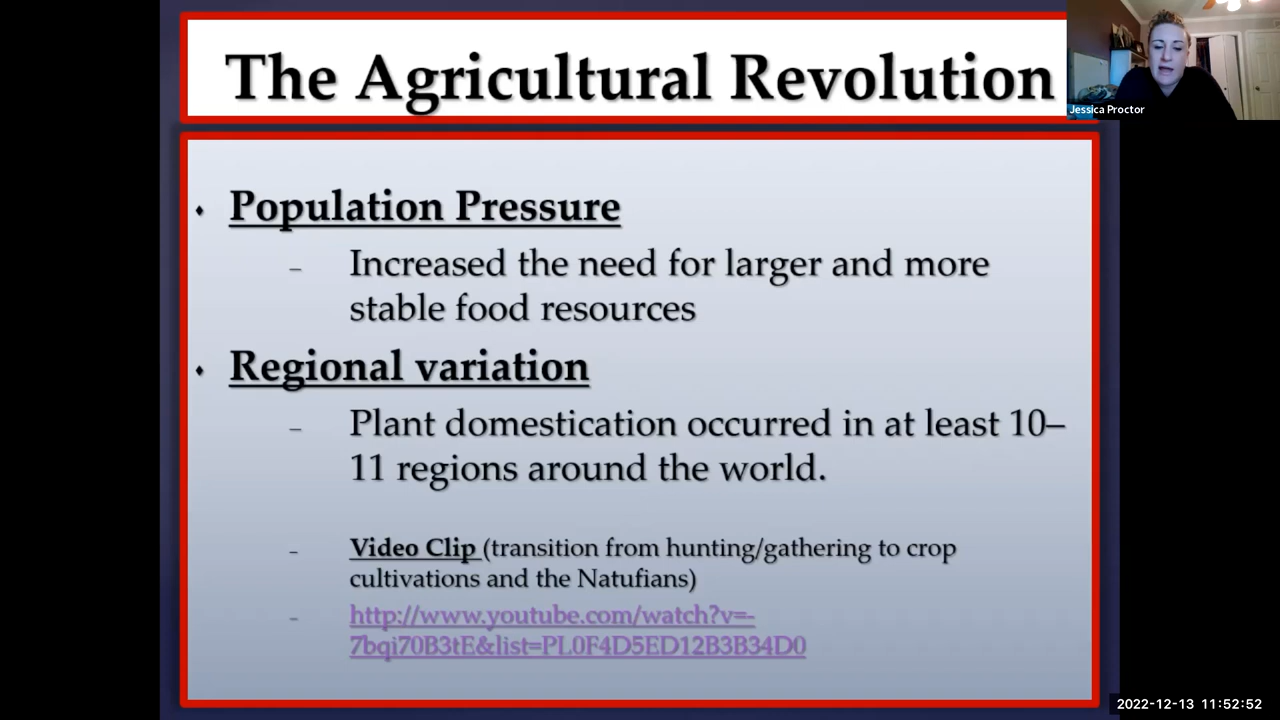 The Agricultural Revolution
Jessica Proctor
Population Pressure
– Increased the need for larger and more
stable food resources
Regional variation
– Plant domestication occurred in at least 10–
11 regions around the world.
– Video Clip (transition from hunting/gathering to crop
cultivations and the Natufians)
– http://www.youtube.com/watch?v=-
7bqi70B3tE&list=PL0F4D5ED12B3B34D0
2022-12-13 11:52:52